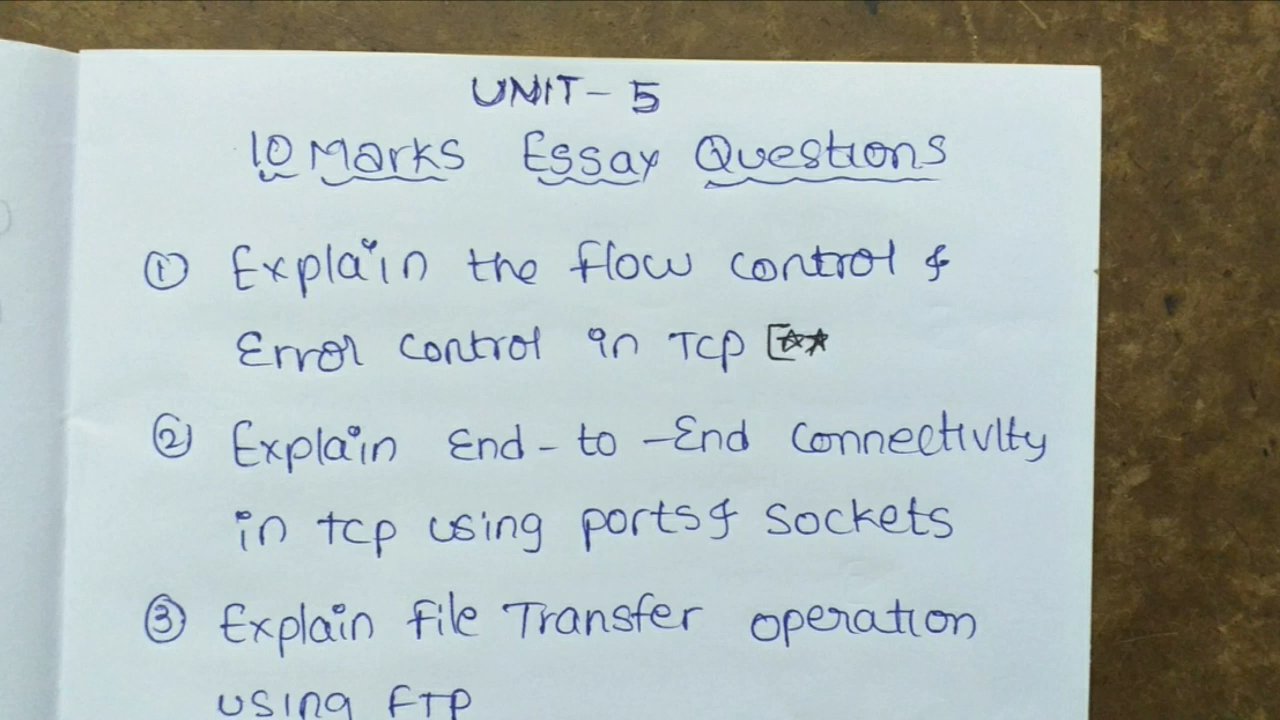 UNIT - 5
10 Marks Essay Questions
① Explain the flow control &
Error control in TCP [☆★
② Explain End - to - End connectivity
in tcp using ports & sockets
③ Explain file Transfer operation
using FTP